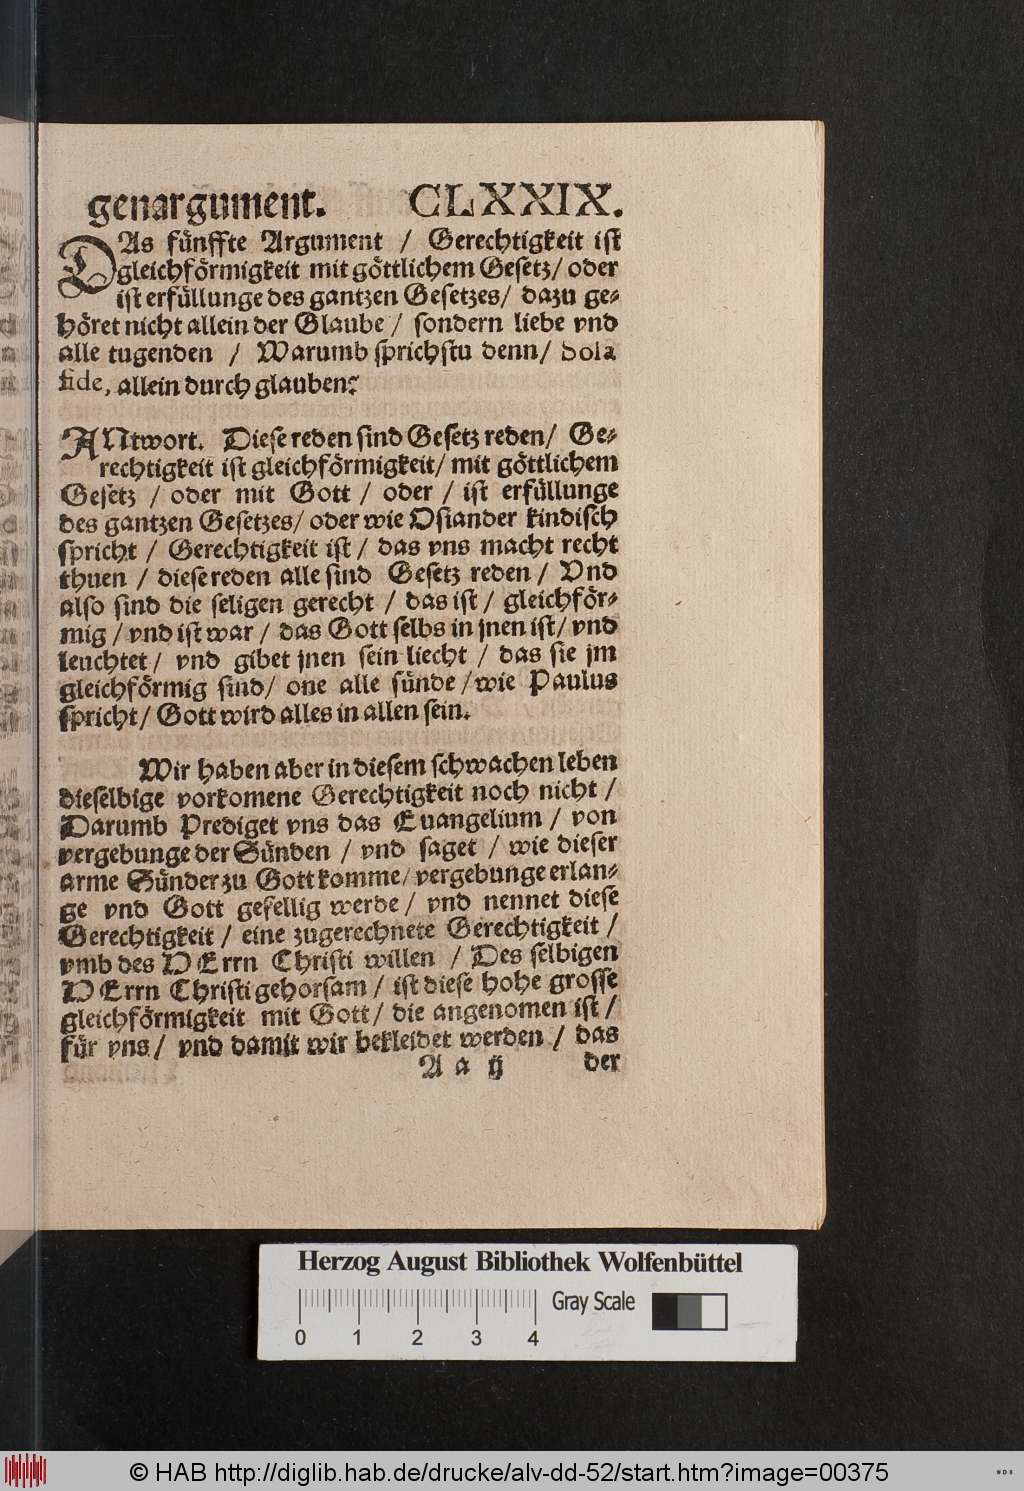 genargument. CLXXIX.
DAs fünffte Argument / Gerechtigkeit ist
gleichförmigkeit mit göttlichem Gesetz/ oder
ist erfüllunge des gantzen Gesetzes/ dazu ge-
höret nicht allein der Glaube / sondern liebe vnd
alle tugenden / Warumb sprichstu denn/ Sola
fide, allein durch glauben?
ANtwort. Diese reden sind Gesetz reden/ Ge-
rechtigkeit ist gleichförmigkeit/ mit göttlichem
Gesetz / oder mit Gott / oder / ist erfüllunge
des gantzen Gesetzes/ oder wie Osiander kindisch
spricht / Gerechtigkeit ist / das vns macht recht
thuen / diese reden alle sind Gesetz reden / Vnd
also sind die seligen gerecht / das ist / gleichför-
mig / vnd ist war / das Gott selbs in jnen ist/ vnd
leuchtet / vnd gibet jnen sein liecht / das sie jm
gleichförmig sind/ one alle sünde / wie Paulus
spricht/ Gott wird alles in allen sein.
Wir haben aber in diesem schwachen leben
dieselbige vorkomene Gerechtigkeit noch nicht /
Darumb Prediget vns das Euangelium / von
vergebunge der Sünden / vnd saget / wie dieser
arme Sünder zu Gott komme/ vergebunge erlan-
ge vnd Gott gefellig werde / vnd nennet diese
Gerechtigkeit / eine zugerechnete Gerechtigkeit /
vmb des HErrn Christi willen / Des selbigen
HErrn Christi gehorsam / ist diese hohe grosse
gleichförmigkeit mit Gott / die angenomen ist /
für vns / vnd damit wir bekleidet werden / das
A a ij der
Herzog August Bibliothek Wolfenbüttel
Gray Scale
0 1 2 3 4
© HAB http://diglib.hab.de/drucke/alv-dd-52/start.htm?image=00375